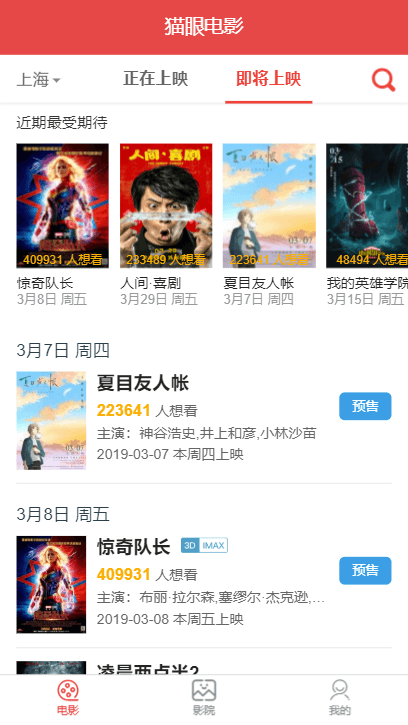 猫眼电影
上海 正在上映 即将上映
近期最受期待
人间·喜剧
03/15
夏目友人帐
03/07
409931 人想看 233489 人想看 223641 人想看 48494 人想看
惊奇队长 人间·喜剧 夏目友人帐 我的英雄学院
3月8日 周五 3月29日 周五 3月7日 周四 3月15日 周五
3月7日 周四
夏目友人帐
223641 人想看
预售
主演：神谷浩史,井上和彦,小林沙苗
2019-03-07 本周四上映
3月8日 周五
惊奇队长 3D IMAX
409931 人想看
预售
主演：布丽·拉尔森,塞缪尔·杰克逊,...
2019-03-08 本周五上映
凌晨两点半2
电影 影院 我的